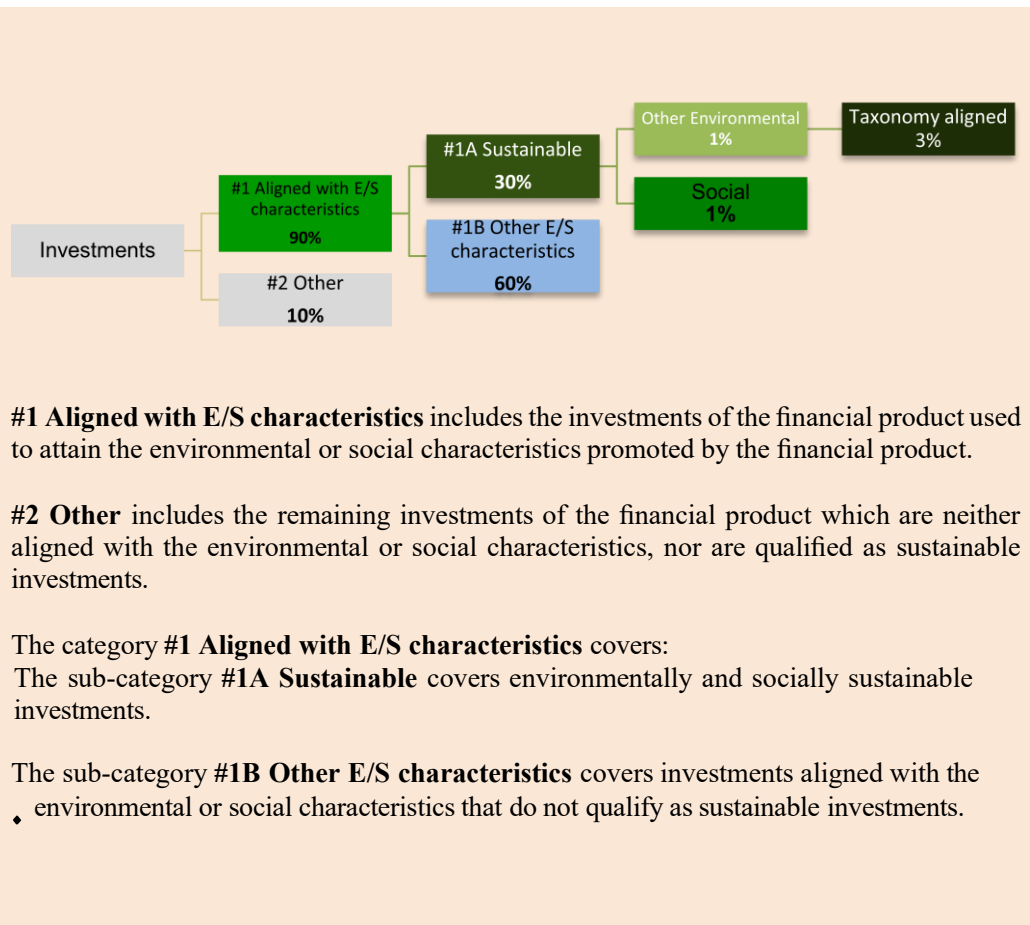 Investments
#1 Aligned with E/S
characteristics
90%
#2 Other
10%
#1A Sustainable
30%
#1B Other E/S
characteristics
60%
Other Environmental
1%
Social
1%
Taxonomy aligned
3%
#1 Aligned with E/S characteristics includes the investments of the financial product used
to attain the environmental or social characteristics promoted by the financial product.
#2 Other includes the remaining investments of the financial product which are neither
aligned with the environmental or social characteristics, nor are qualified as sustainable
investments.
The category #1 Aligned with E/S characteristics covers:
The sub-category #1A Sustainable covers environmentally and socially sustainable
investments.
The sub-category #1B Other E/S characteristics covers investments aligned with the
environmental or social characteristics that do not qualify as sustainable investments.